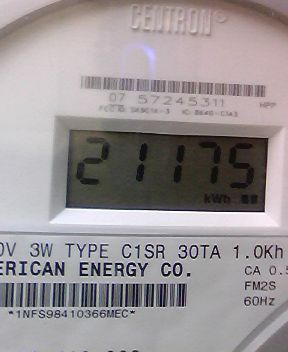 CENTRON®
07 57245311 HPP
21175
kWh
0V 3W TYPE C1SR 30TA 1.0Kh
ERICAN ENERGY CO.
CA 0.5
FM2S
60Hz
*1NFS98410366MEC*